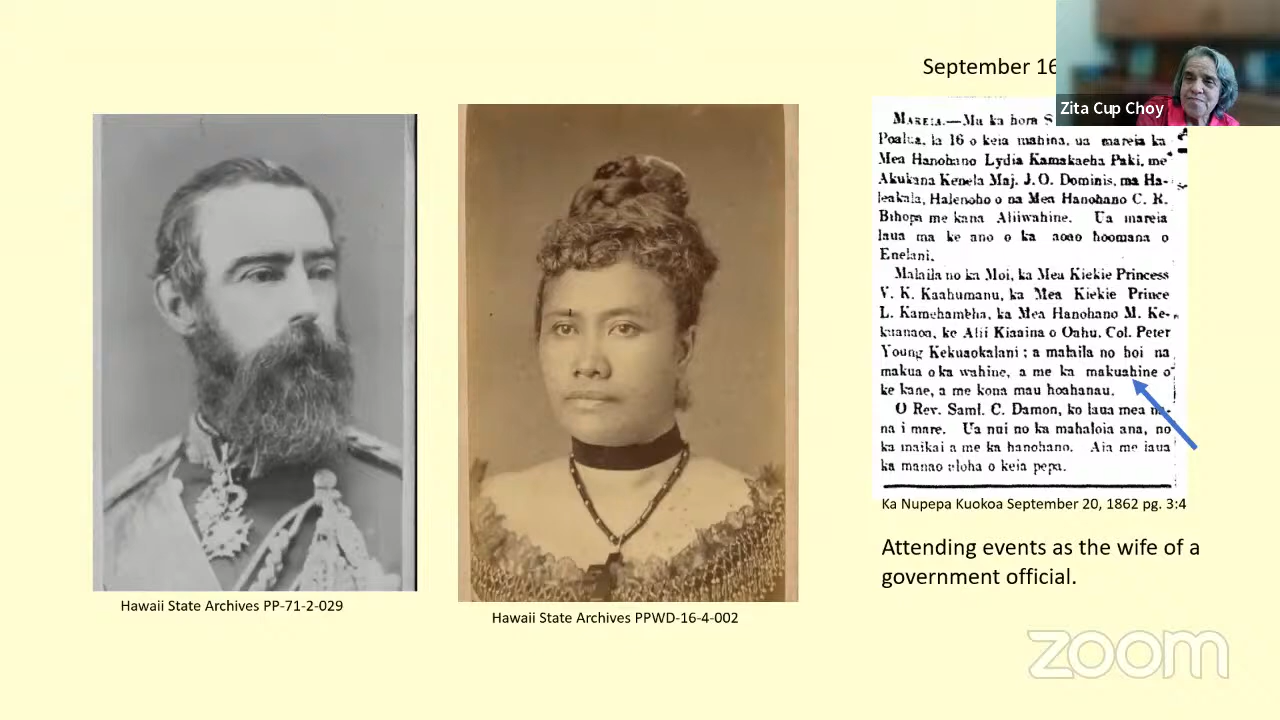 September 16
Zita Cup Choy
MAREIA.—Ma ka hora S
Poalua, la 16 o keia mahina, ua mareia ka
Mea Hanohano Lydia Kamakaeha Paki, me
Akukana Kenela Maj. J. O. Dominis, ma Ha-
leakala, Halenoho o na Mea Hanohano C. R.
Bihopa me kana Aliiwahine. Ua mareia
laua ma ke ano o ka aoao hoomana o
Enelani.
Malaila no ka Moi, ka Mea Kiekie Princess
V. K. Kaahumanu, ka Mea Kiekie Prince
L. Kamehameha, ka Mea Hanohano M. Ke-
kuanaoa, ke Alii Kiaaina o Oahu, Col. Peter
Young Kekuaokalani; a malaila no hoi na
makua o ka wahine, a me ka makuahine o
ke kane, a me kona mau hoahanau.
O Rev. Saml. C. Damon, ko laua mea na-
na i mare. Ua nui no ka mahaloia ana, no
ka maikai a me ka hanohano. Aia me laua
ka manao aloha o keia pepa.
Ka Nupepa Kuokoa September 20, 1862 pg. 3:4
Attending events as the wife of a
government official.
Hawaii State Archives PP-71-2-029
Hawaii State Archives PPWD-16-4-002
zoom